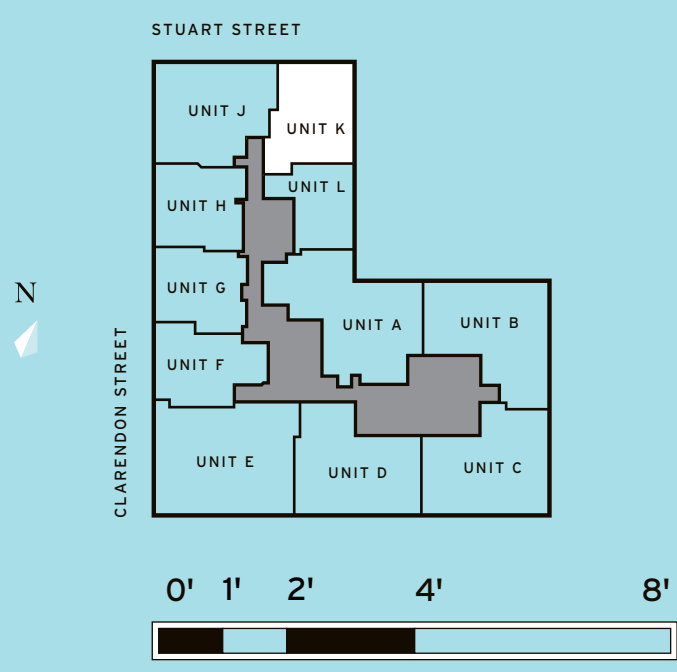 STUART STREET
UNIT J
UNIT K
UNIT L
UNIT H
UNIT G
N
UNIT A
UNIT B
UNIT F
CLARENDON STREET
UNIT E
UNIT D
UNIT C
0' 1' 2' 4' 8'